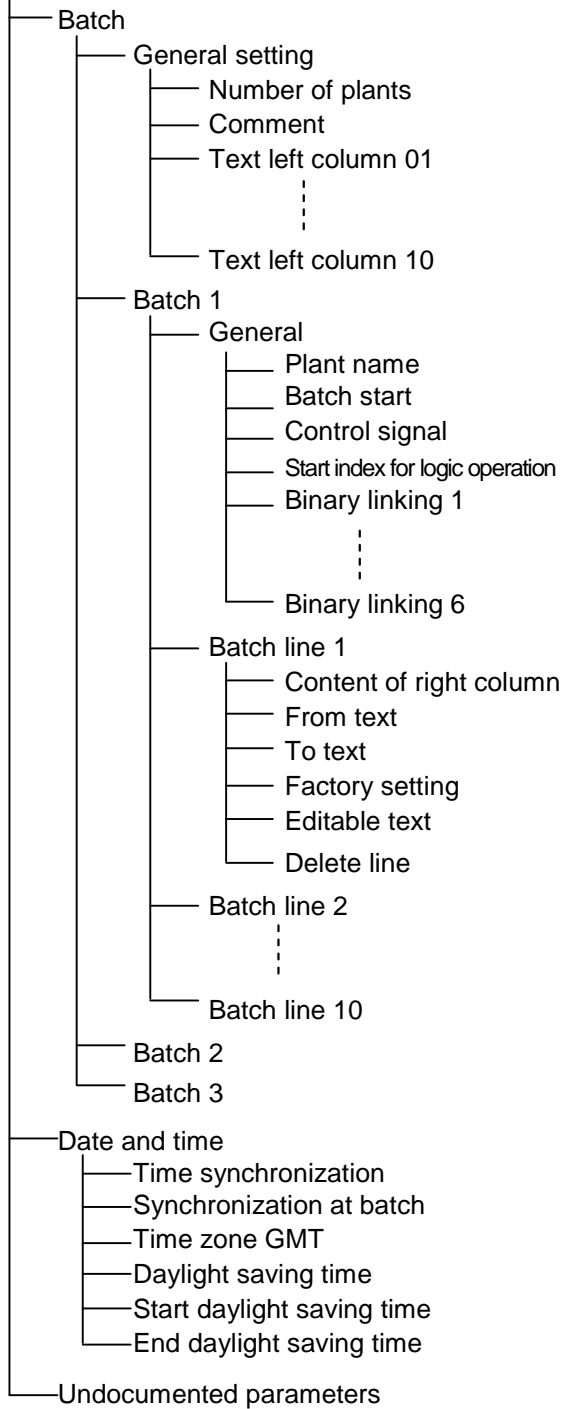 Batch
General setting
Number of plants
Comment
Text left column 01
Text left column 10
Batch 1
General
Plant name
Batch start
Control signal
Start index for logic operation
Binary linking 1
Binary linking 6
Batch line 1
Content of right column
From text
To text
Factory setting
Editable text
Delete line
Batch line 2
Batch line 10
Batch 2
Batch 3
Date and time
Time synchronization
Synchronization at batch
Time zone GMT
Daylight saving time
Start daylight saving time
End daylight saving time
Undocumented parameters